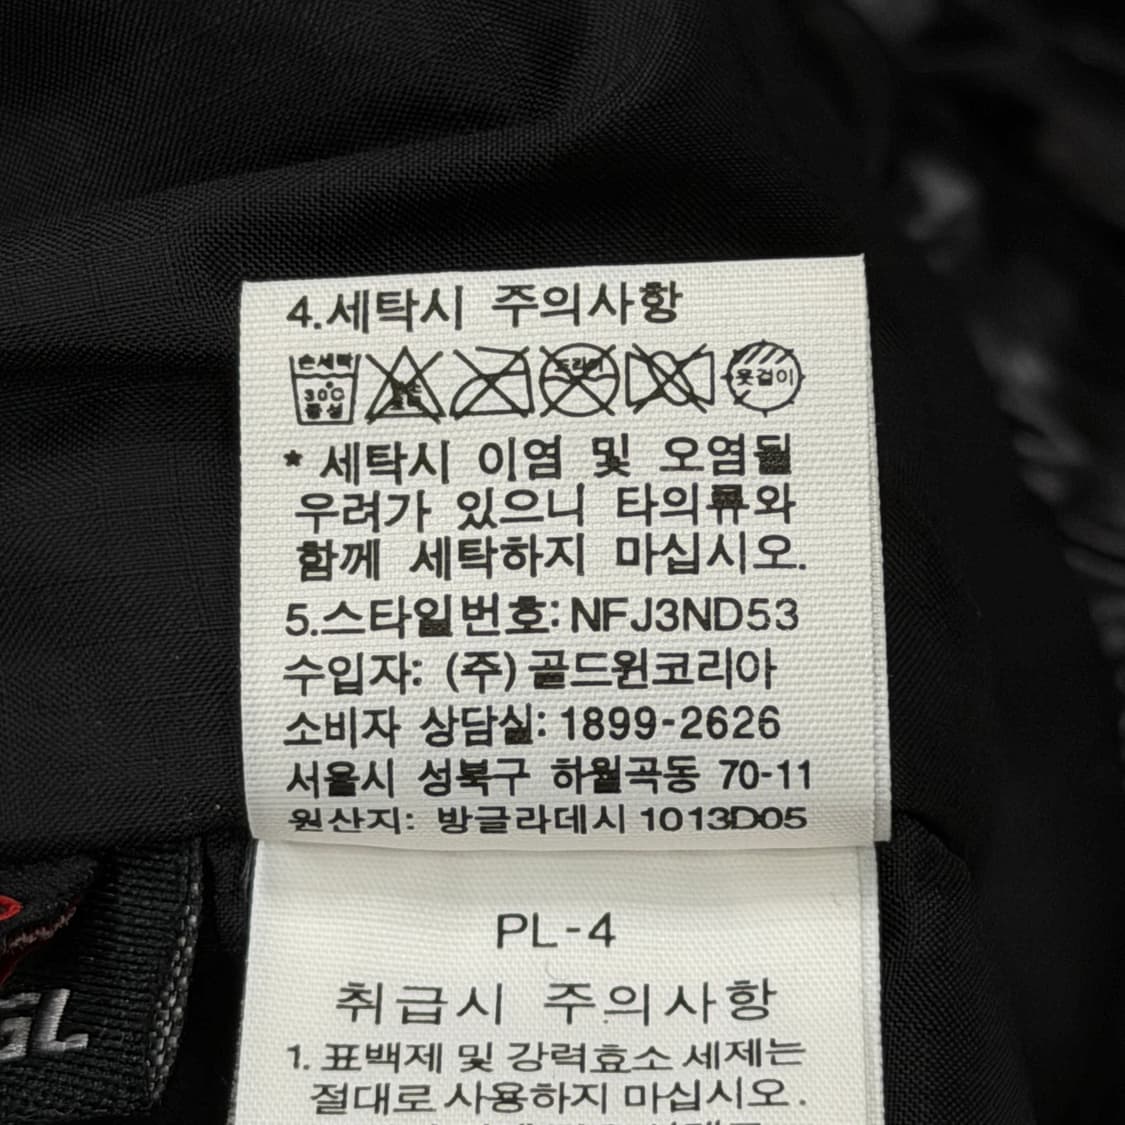 4.세탁시 주의사항
손세탁 30℃ 중성 드라이 옷걸이
* 세탁시 이염 및 오염될
우려가 있으니 타의류와
함께 세탁하지 마십시오.
5.스타일번호: NFJ3ND53
수입자: (주) 골드윈코리아
소비자 상담실: 1899-2626
서울시 성북구 하월곡동 70-11
원산지: 방글라데시 1013D05
PL-4
취급시 주의사항
1. 표백제 및 강력효소 세제는
절대로 사용하지 마십시오.